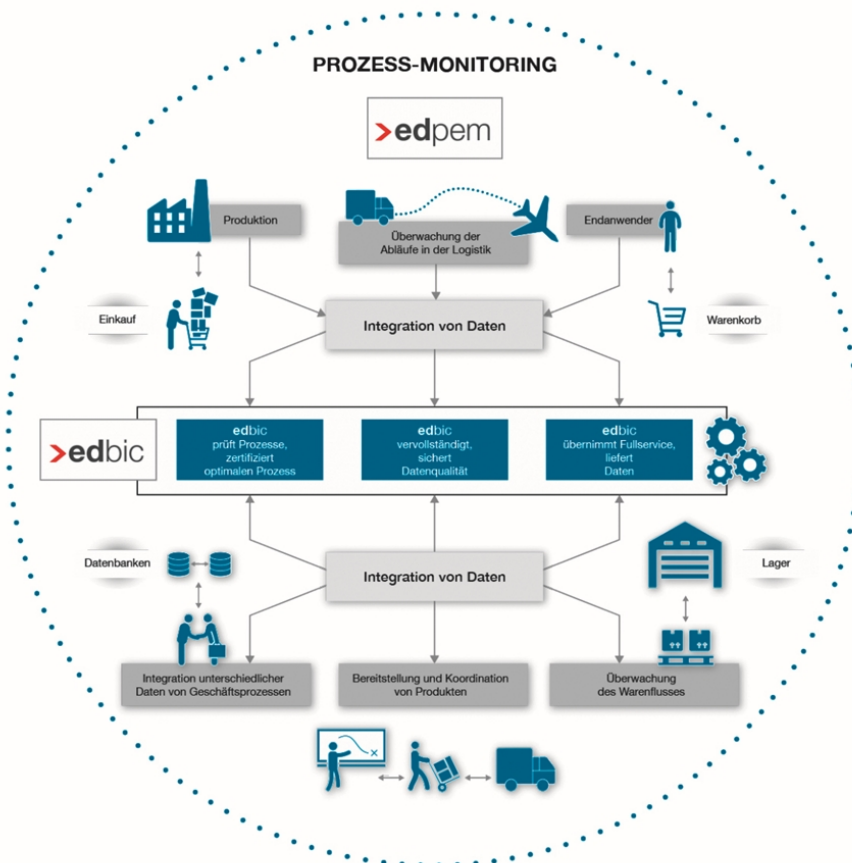 PROZESS-MONITORING
>edpem
Produktion
Überwachung der
Abläufe in der Logistik
Endanwender
Einkauf
Integration von Daten
Warenkorb
>edbic
edbic
prüft Prozesse,
zertifiziert
optimalen Prozess
edbic
vervollständigt,
sichert
Datenqualität
edbic
übernimmt Fullservice,
liefert
Daten
Datenbanken
Integration von Daten
Lager
Integration unterschiedlicher
Daten von Geschäftsprozessen
Bereitstellung und Koordination
von Produkten
Überwachung
des Warenflusses